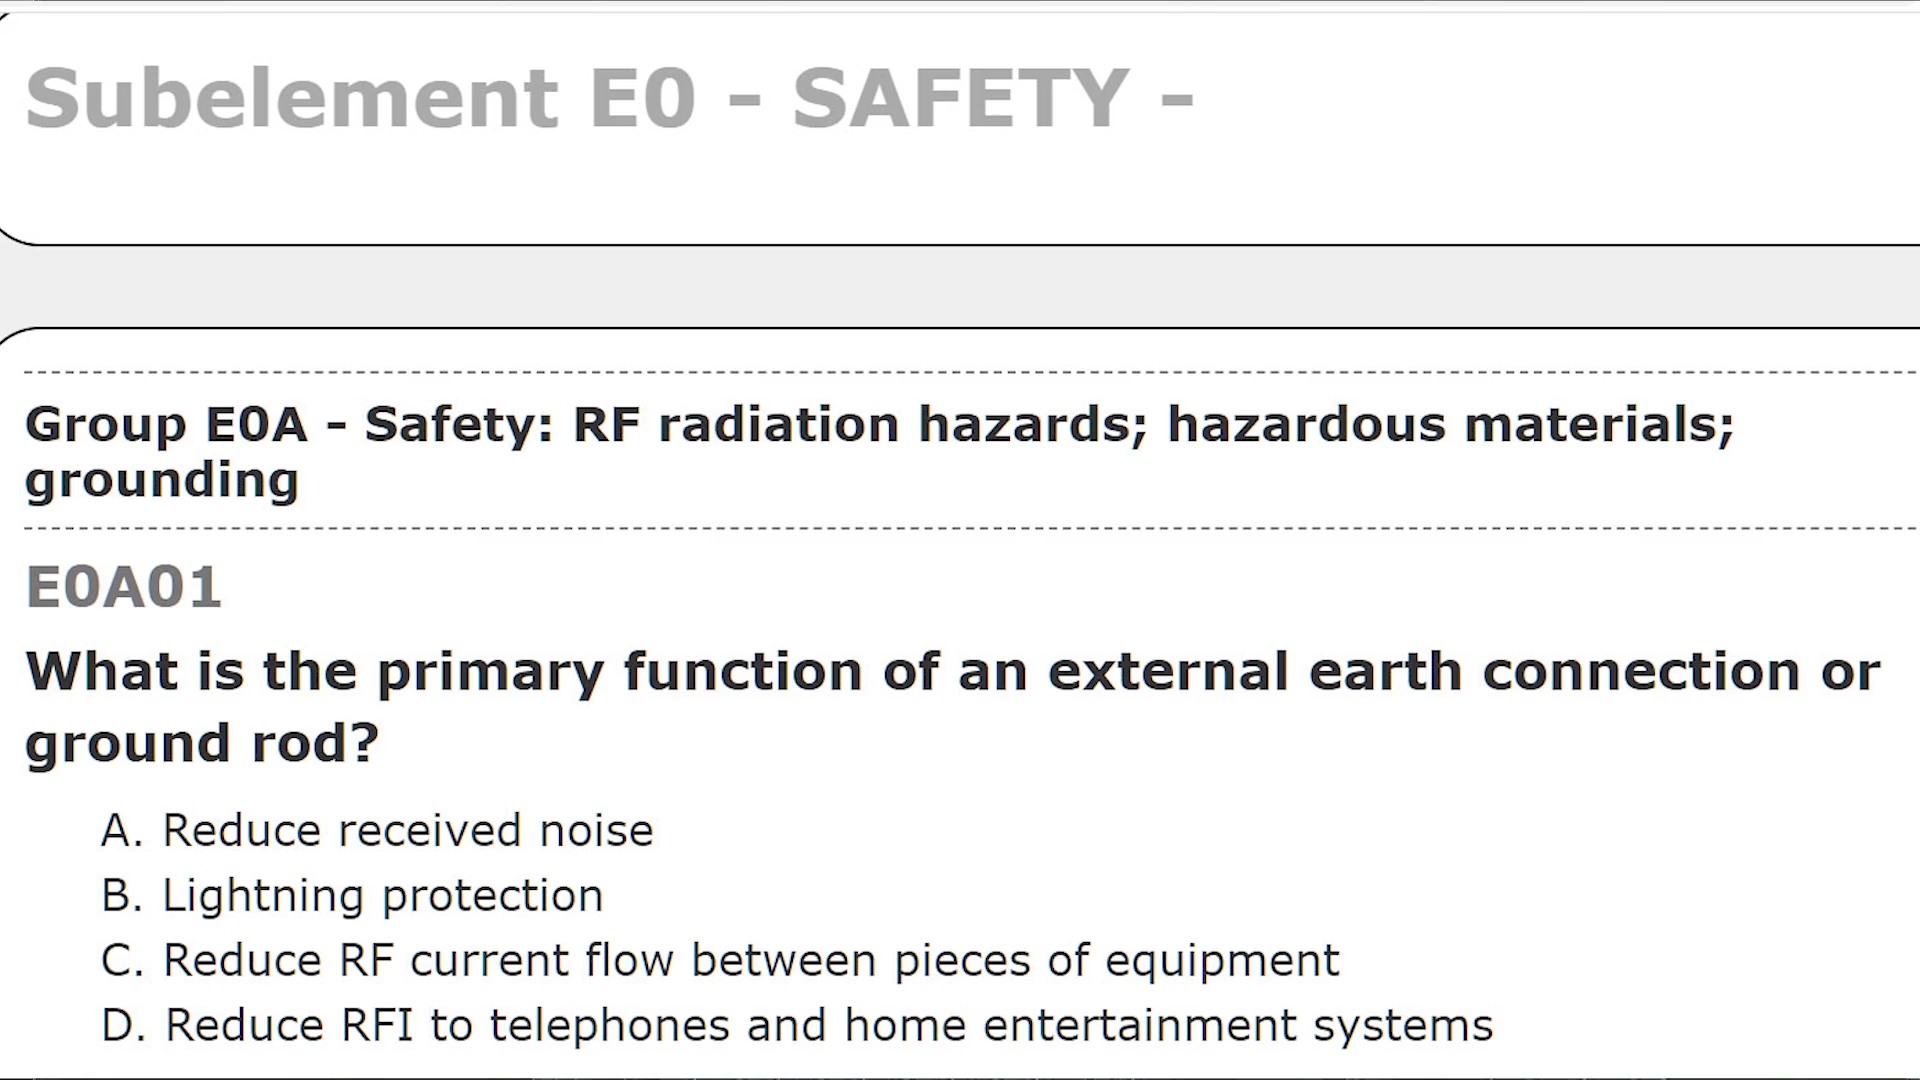 Subelement E0 - SAFETY -
Group E0A - Safety: RF radiation hazards; hazardous materials;
grounding
E0A01
What is the primary function of an external earth connection or
ground rod?
A. Reduce received noise
B. Lightning protection
C. Reduce RF current flow between pieces of equipment
D. Reduce RFI to telephones and home entertainment systems